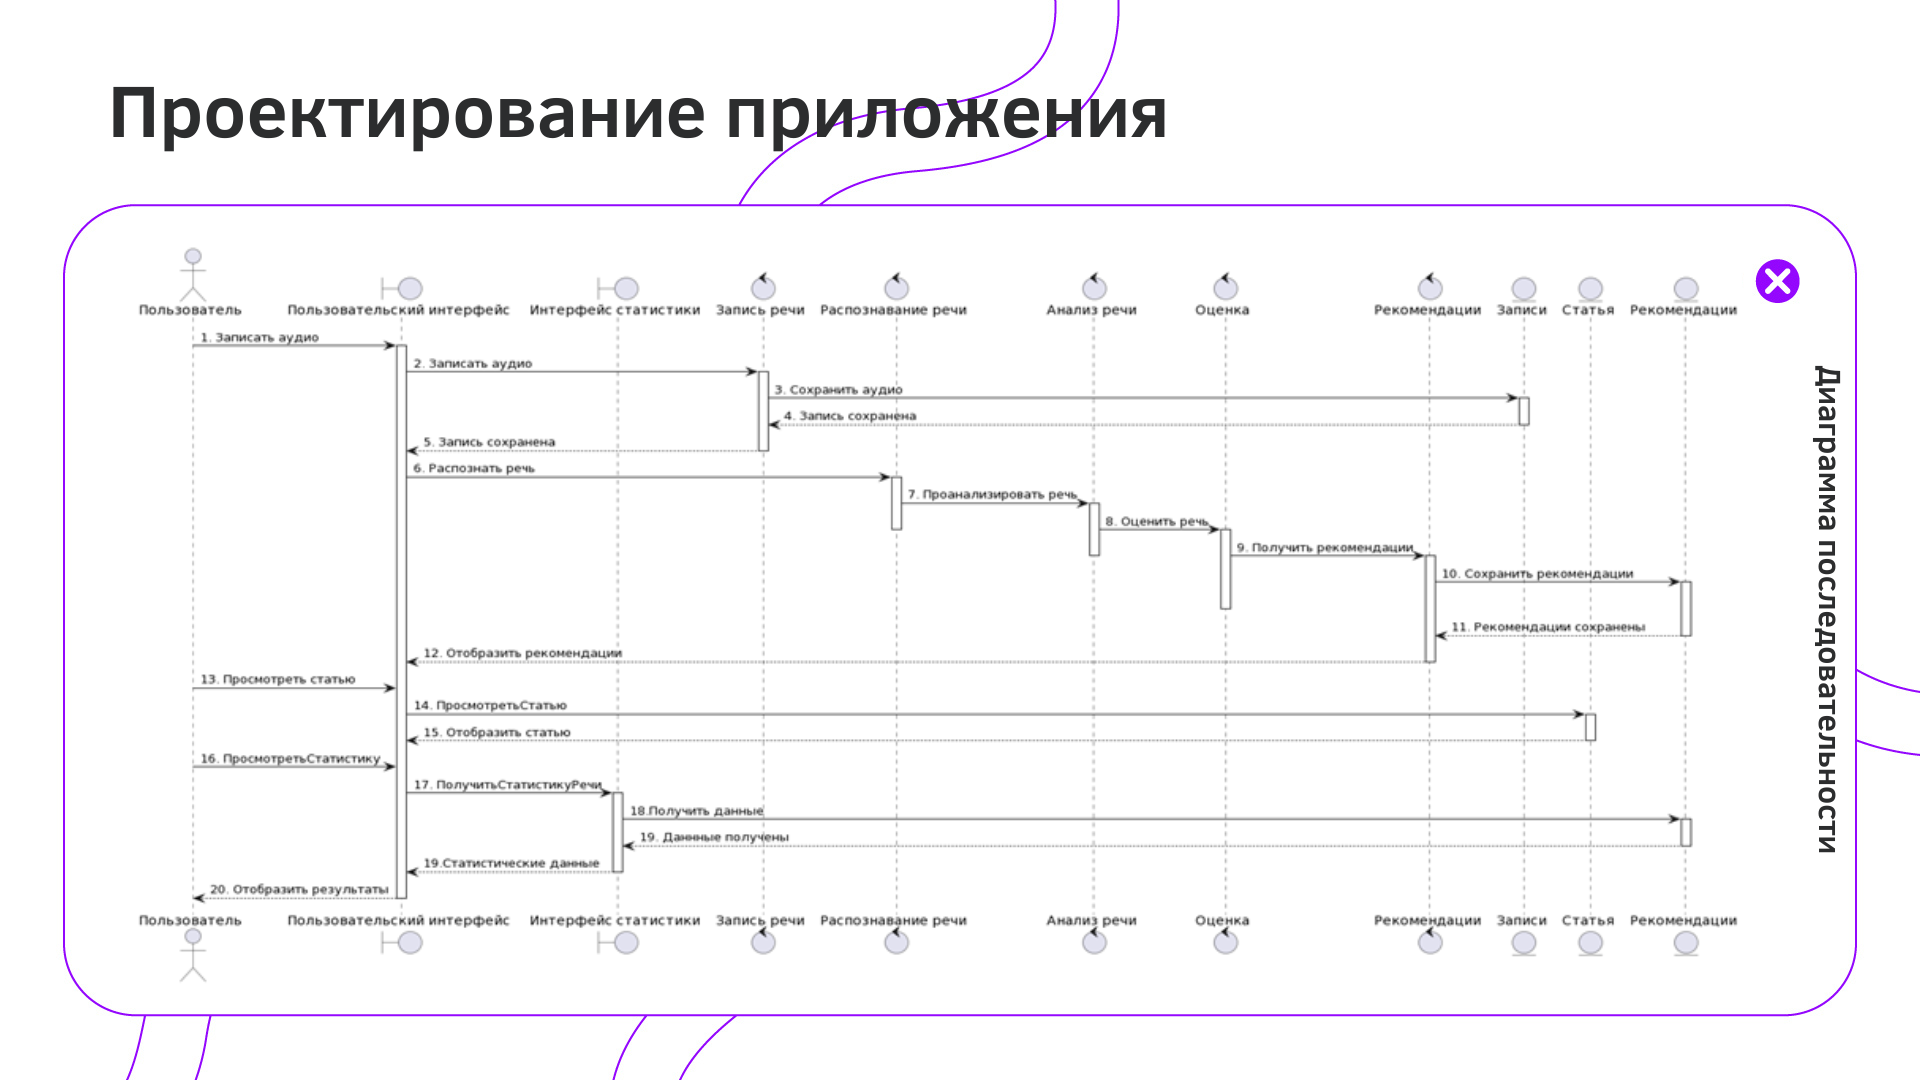 Проектирование приложения
Пользователь
Пользовательский интерфейс
Интерфейс статистики
Запись речи
Распознавание речи
Анализ речи
Оценка
Рекомендации
Записи
Статья
Рекомендации
1. Записать аудио
2. Записать аудио
3. Сохранить аудио
4. Запись сохранена
5. Запись сохранена
6. Распознать речь
7. Проанализировать речь
8. Оценить речь
9. Получить рекомендации
10. Сохранить рекомендации
11. Рекомендации сохранены
12. Отобразить рекомендации
13. Просмотреть статью
14. ПросмотретьСтатью
15. Отобразить статью
16. ПросмотретьСтатистику
17. ПолучитьСтатистикуРечи
18.Получить данные
19. Даннные получены
19.Статистические данные
20. Отобразить результаты
Пользователь
Пользовательский интерфейс
Интерфейс статистики
Запись речи
Распознавание речи
Анализ речи
Оценка
Рекомендации
Записи
Статья
Рекомендации
Диаграмма последовательности